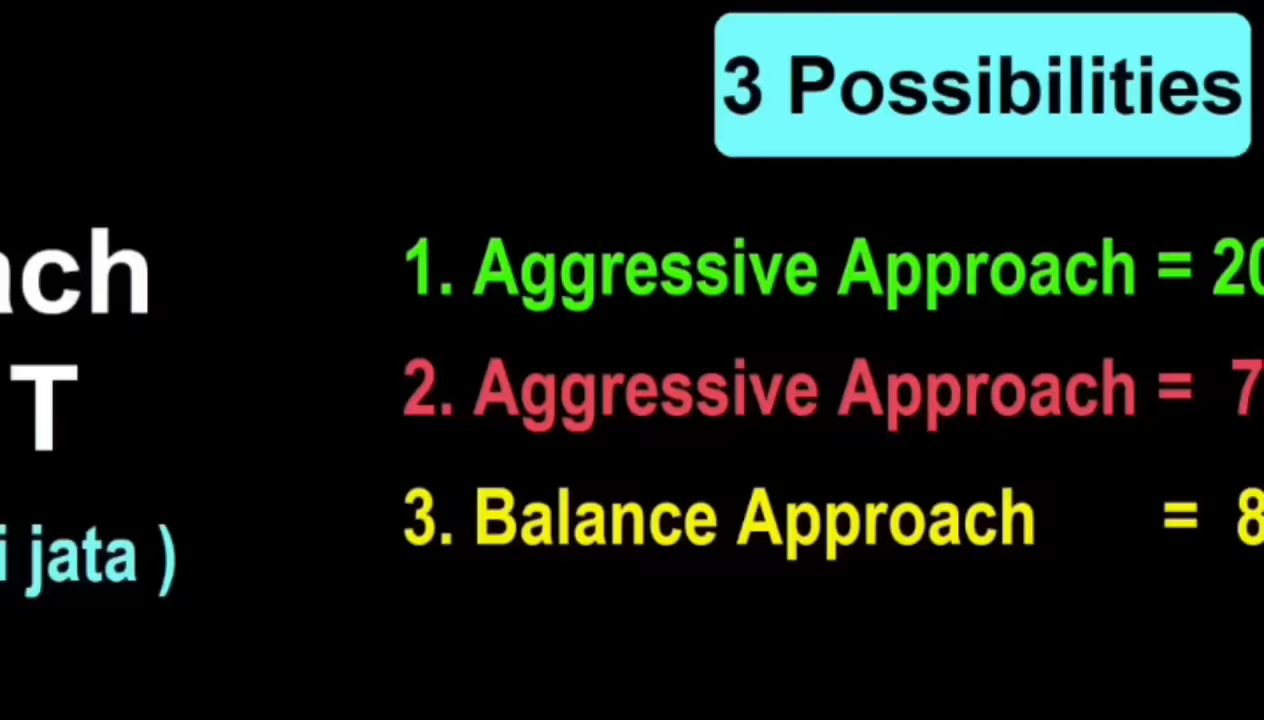 3 Possibilities
ach
1. Aggressive Approach = 20
T
2. Aggressive Approach = 7
3. Balance Approach = 8
i jata )